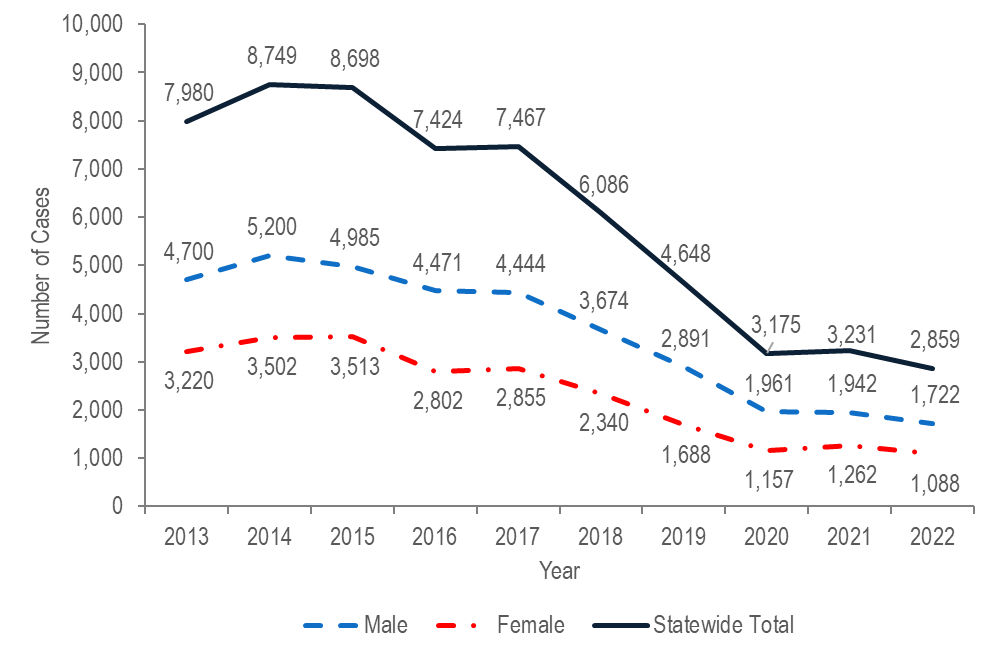 10,000
9,000
8,000
7,000
6,000
5,000
4,000
3,000
2,000
1,000
0
Number of Cases
7,980 8,749 8,698 7,424 7,467 6,086 4,648 3,175 3,231 2,859
4,700 5,200 4,985 4,471 4,444 3,674 2,891 1,961 1,942 1,722
3,220 3,502 3,513 2,802 2,855 2,340 1,688 1,157 1,262 1,088
2013 2014 2015 2016 2017 2018 2019 2020 2021 2022
Year
Male Female Statewide Total